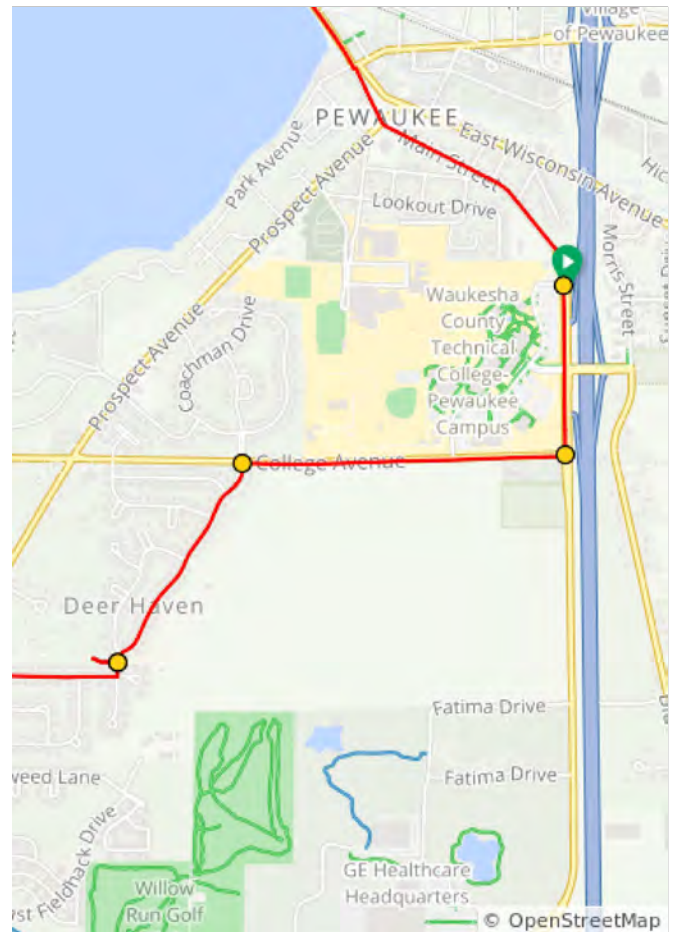 Village
of Pewaukee
PEWAUKEE
East Wisconsin Avenue
Main Street
Park Avenue
Prospect Avenue
Lookout Drive
Morris Street
Waukesha
County
Technical
College-
Pewaukee
Campus
Coachman Drive
Prospect Avenue
College Avenue
Deer Haven
Fatima Drive
Fatima Drive
weed Lane
Fieldhack Drive
GE Healthcare
Headquarters
Willow
Run Golf
© OpenStreetMap